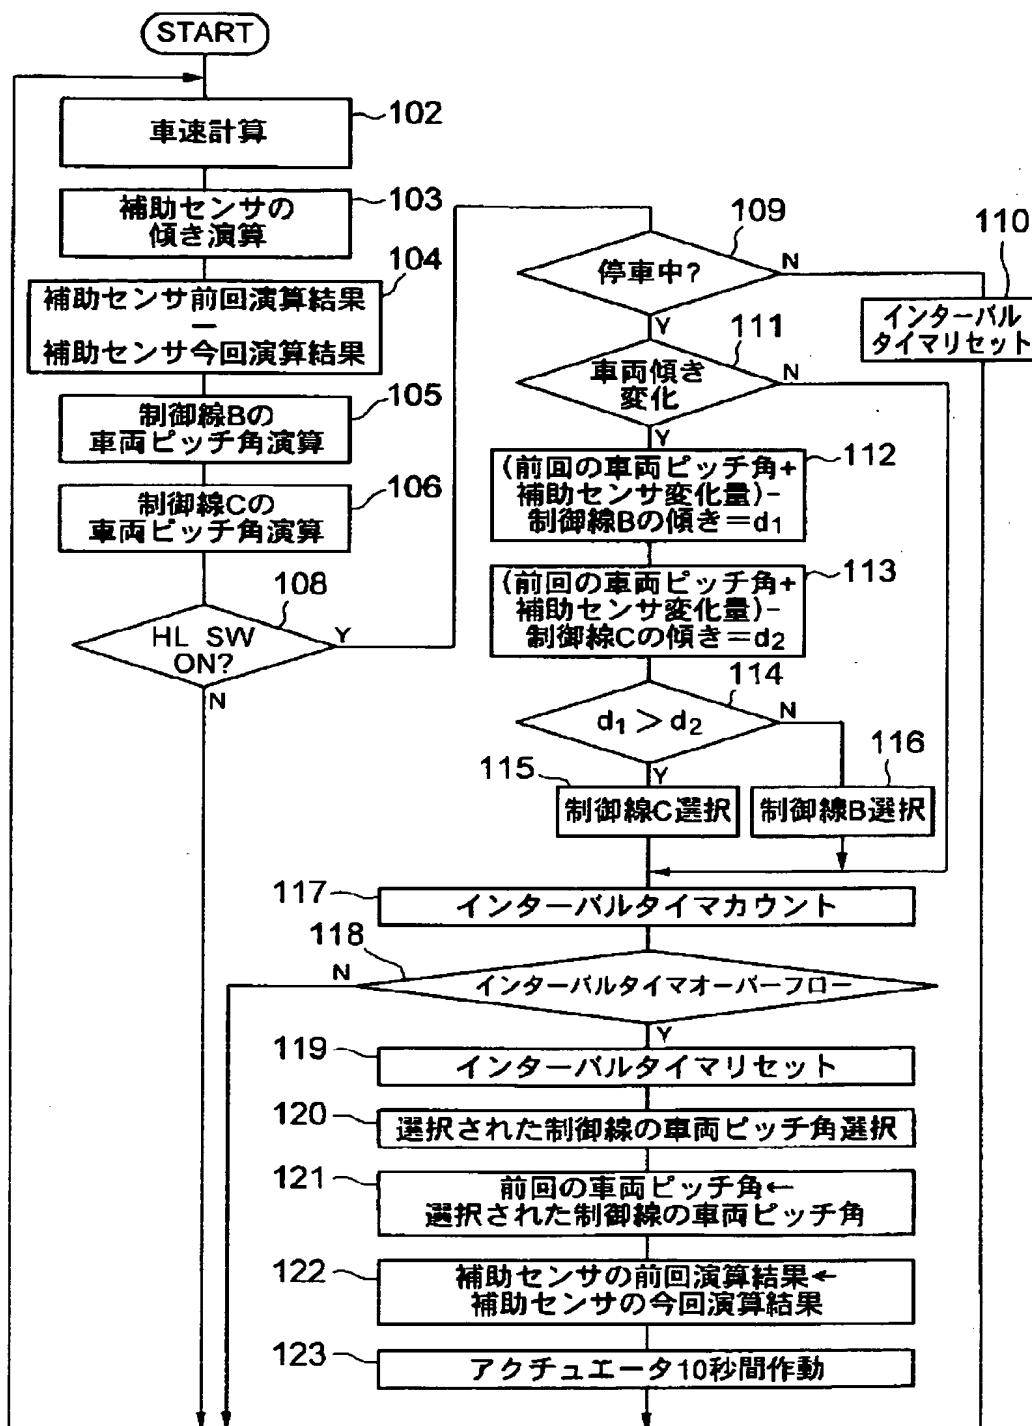 START
車速計算
102
補助センサの
傾き演算
103
補助センサ前回演算結果
—
補助センサ今回演算結果
104
制御線Bの
車両ピッチ角演算
105
制御線Cの
車両ピッチ角演算
106
108
HL SW
ON?
Y
N
109
停車中?
N
Y
110
インターバル
タイマリセット
111
車両傾き
変化
N
Y
(前回の車両ピッチ角+
補助センサ変化量)-
制御線Bの傾き=d1
112
(前回の車両ピッチ角+
補助センサ変化量)-
制御線Cの傾き=d2
113
114
d1 > d2
N
Y
115
制御線C選択
116
制御線B選択
117
インターバルタイマカウント
118
N
インターバルタイマオーバーフロー
Y
119
インターバルタイマリセット
120
選択された制御線の車両ピッチ角選択
121
前回の車両ピッチ角←
選択された制御線の車両ピッチ角
122
補助センサの前回演算結果←
補助センサの今回演算結果
123
アクチュエータ10秒間作動